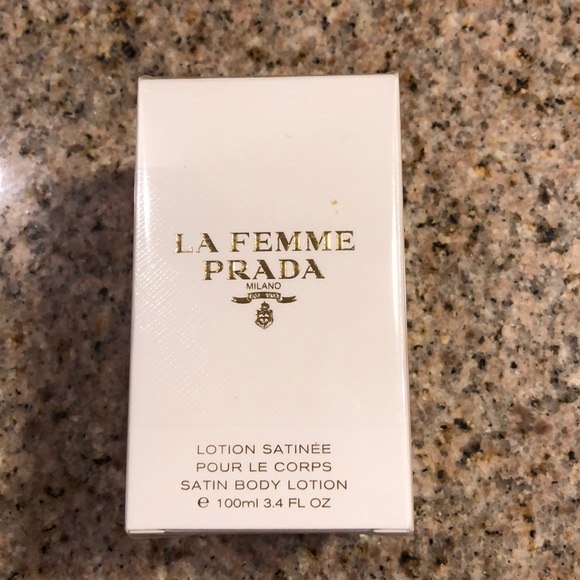 LA FEMME
PRADA
MILANO
LOTION SATINÉE
POUR LE CORPS
SATIN BODY LOTION
℮ 100ml 3.4 FL OZ